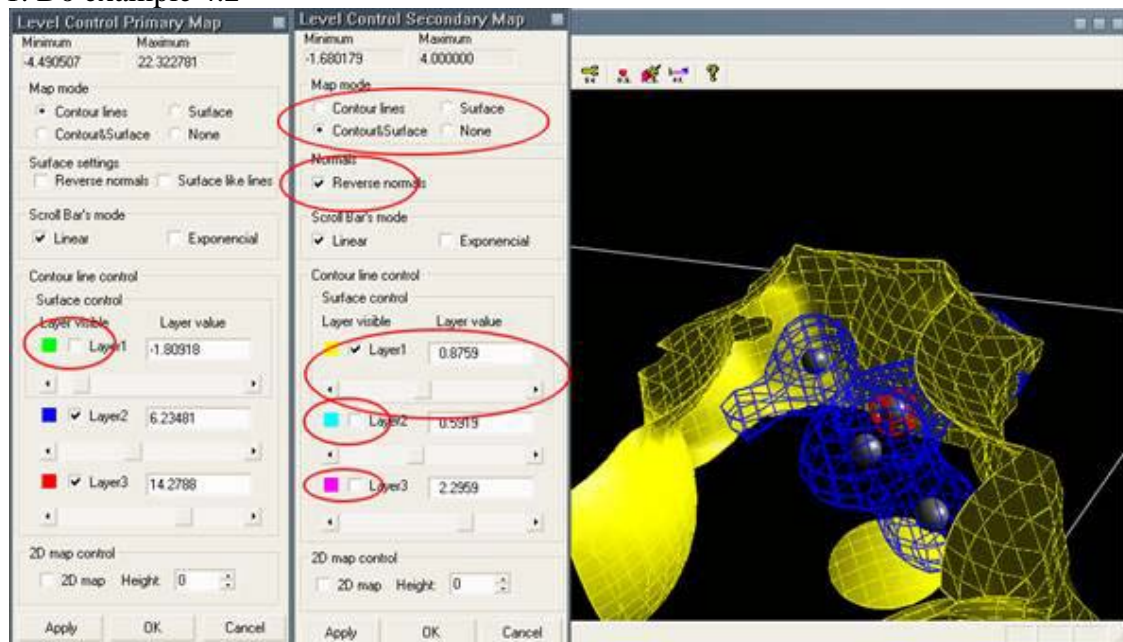 Level Control Primary Map
Minimum Maximum
-4.490507 22.322781
Map mode
Contour lines Surface
Contour&Surface None
Surface settings
Reverse normals Surface like lines
Scroll Bar's mode
Linear Exponencial
Contour line control
Surface control
Layer visible Layer value
Layer1 -1.80918
Layer2 6.23481
Layer3 14.2788
2D map control
2D map Height: 0
Apply OK Cancel
Level Control Secondary Map
Minimum Maximum
-1.680179 4.000000
Map mode
Contour lines Surface
Contour&Surface None
Normals
Reverse normals
Scroll Bar's mode
Linear Exponencial
Contour line control
Surface control
Layer visible Layer value
Layer1 0.8759
Layer2 0.5919
Layer3 2.2959
2D map control
2D map Height: 0
Apply OK Cancel